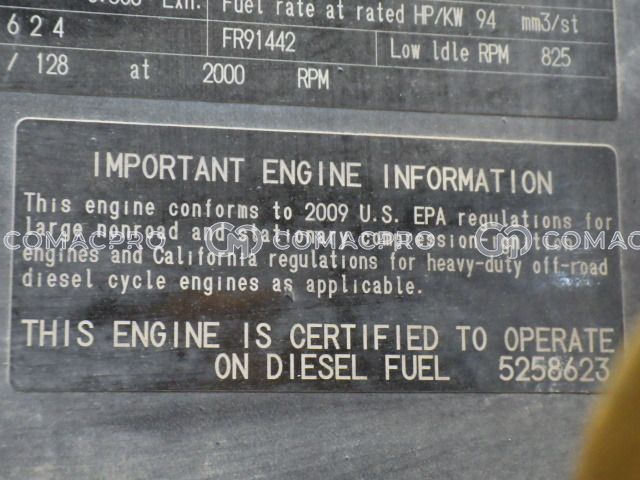 Exh. Fuel rate at rated HP/KW 94 mm3/st
624 FR91442 Low Idle RPM 825
/ 128 at 2000 RPM
IMPORTANT ENGINE INFORMATION
This engine conforms to 2009 U.S. EPA regulations for
large nonroad and stationary compression-ignition
COMACPRO COMACPRO COMACPRO
engines and California regulations for heavy-duty off-road
diesel cycle engines as applicable.
THIS ENGINE IS CERTIFIED TO OPERATE
ON DIESEL FUEL 5258623